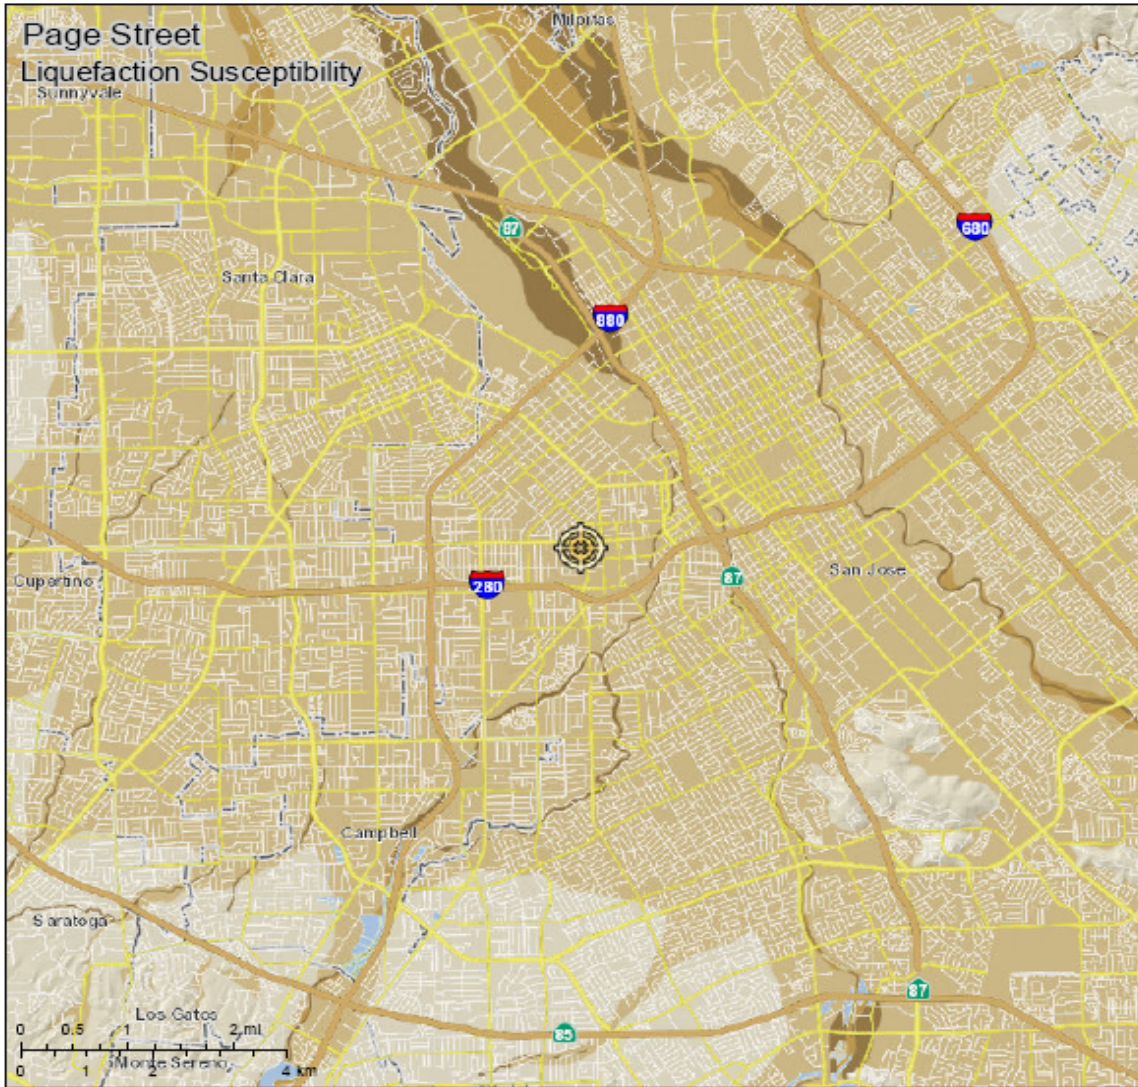 Page Street
Liquefaction Susceptibility
Milpitas
Sunnyvale
87
680
Santa Clara
880
Cupertino
280
87
San Jose
Campbell
Saratoga
87
Los Gatos
85
0 0.5 1 2 mi
Monte Sereno
0 1 2 4 km